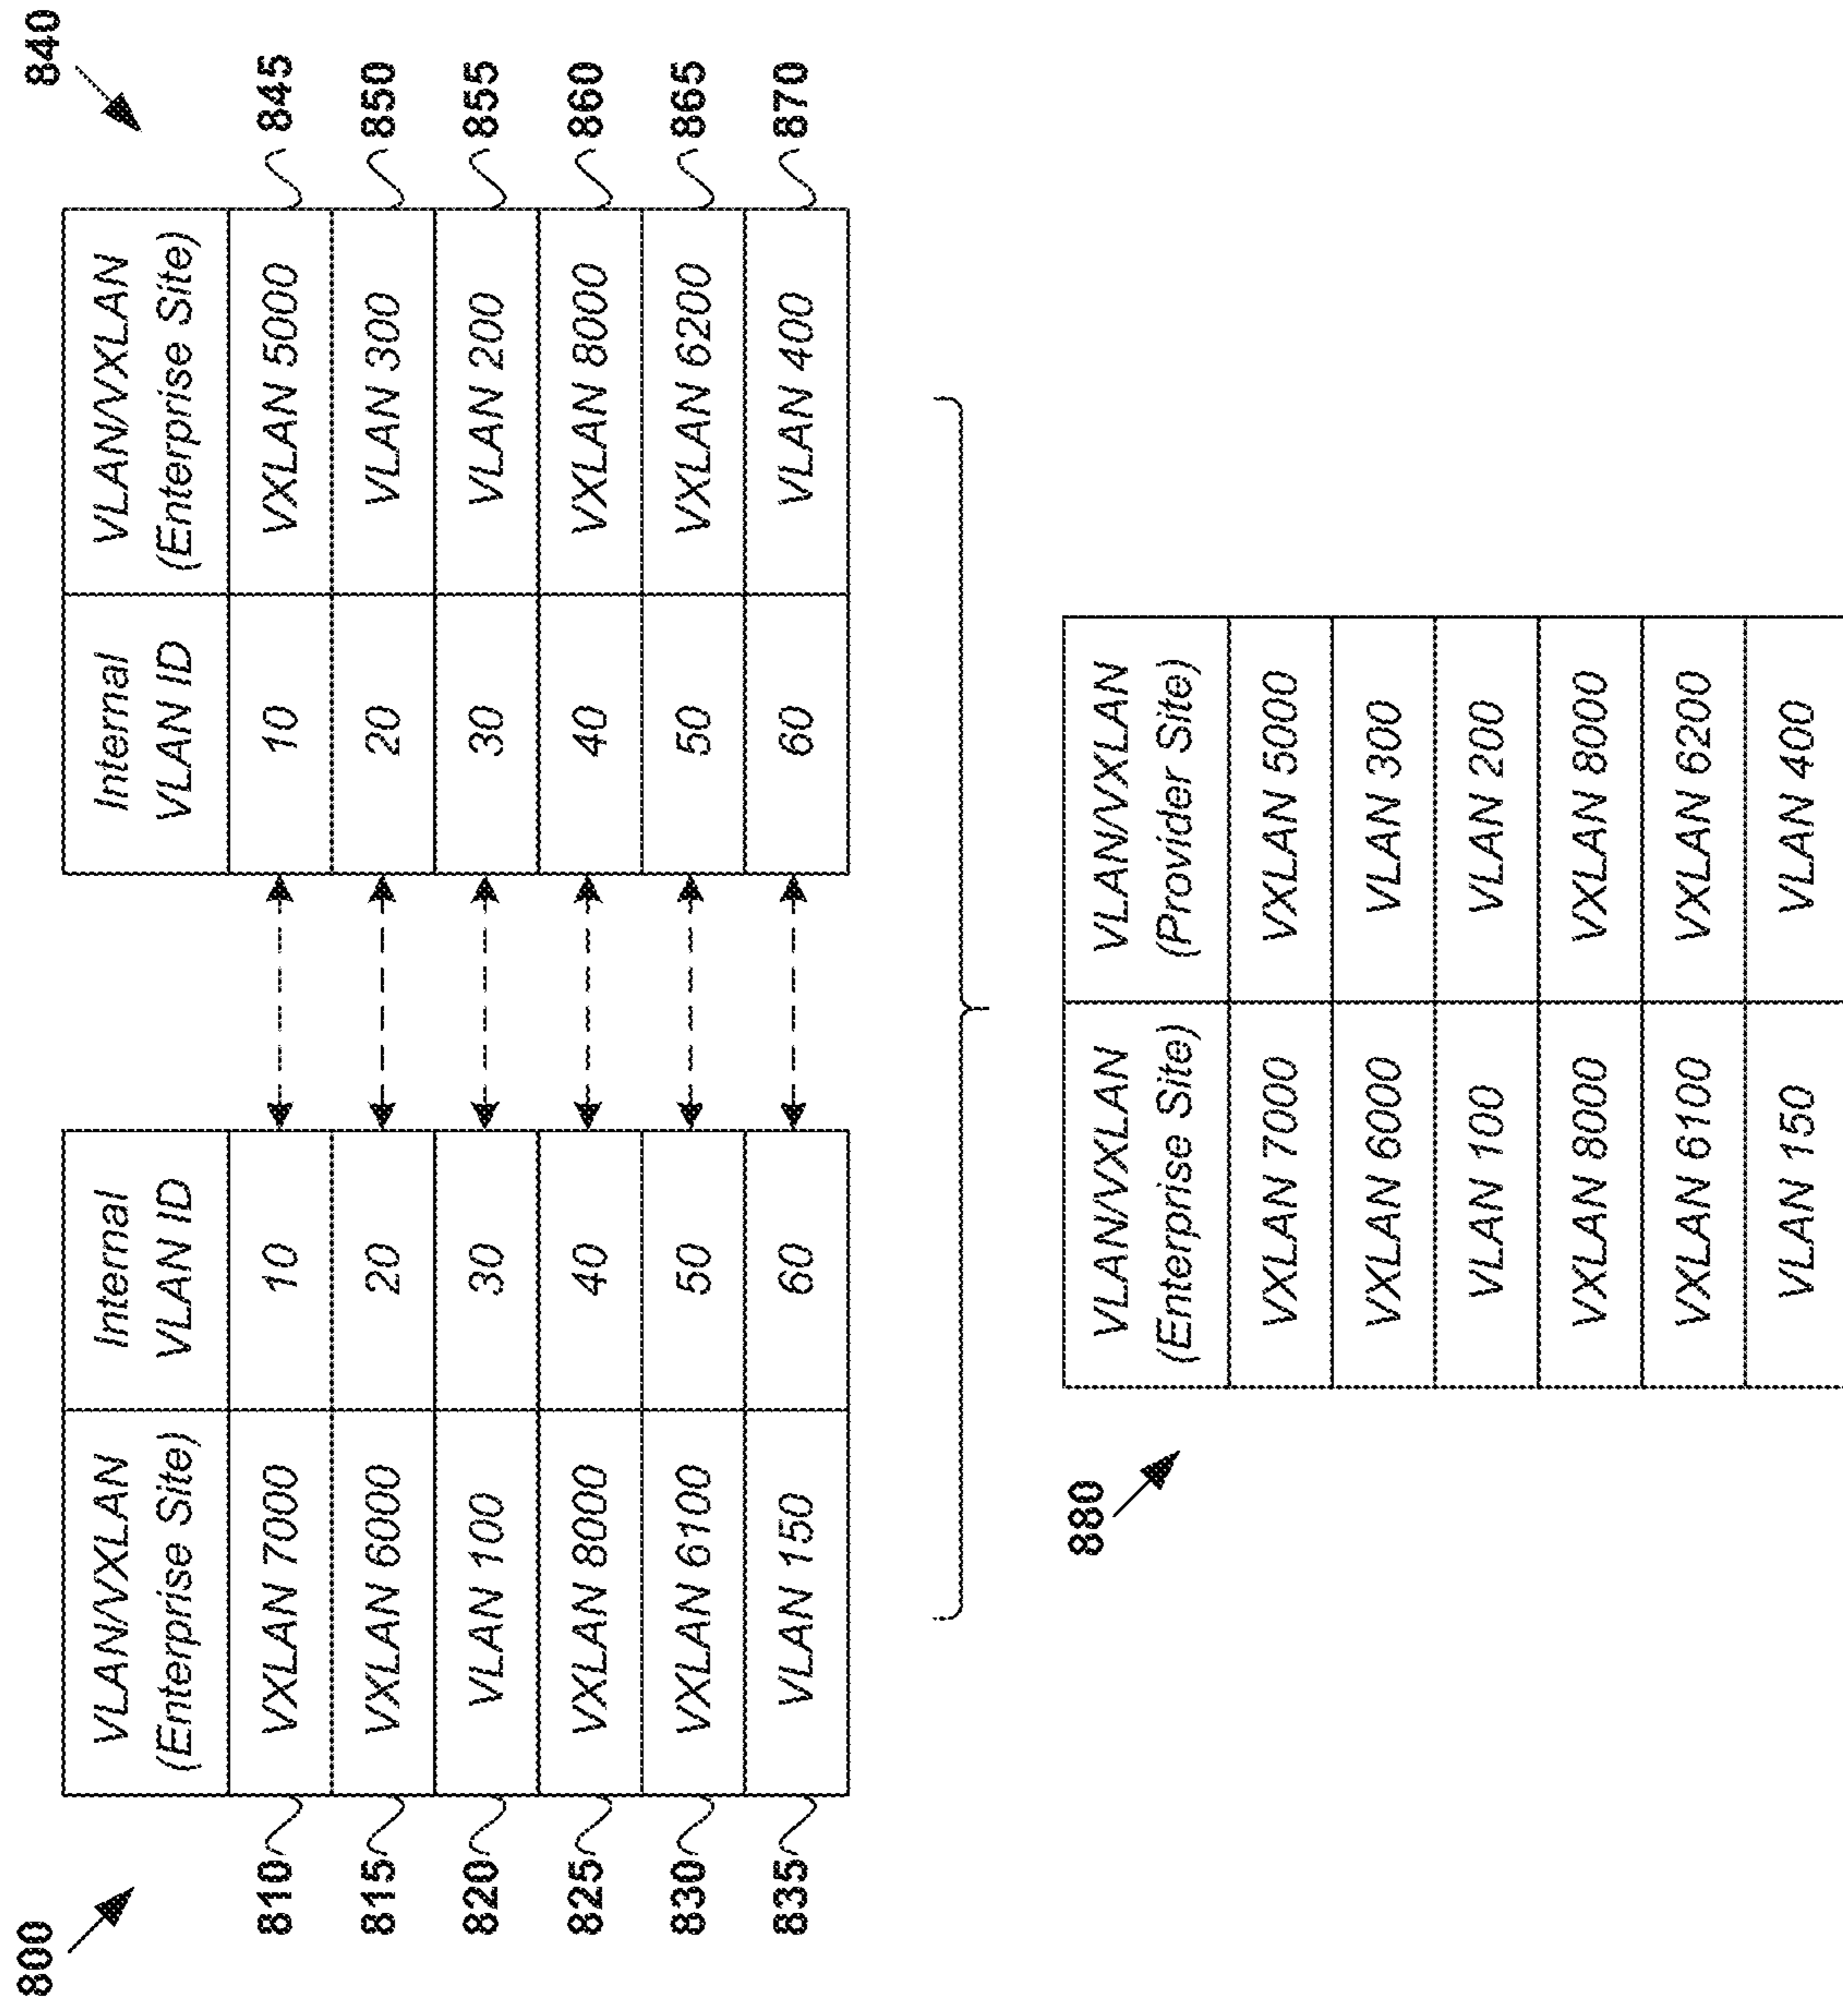 800
VLAN/VXLAN
(Enterprise Site)
Internal
VLAN ID
810
VXLAN 7000
10
815
VXLAN 6000
20
820
VLAN 100
30
825
VXLAN 8000
40
830
VXLAN 6100
50
835
VLAN 150
60
840
Internal
VLAN ID
VLAN/VXLAN
(Enterprise Site)
10
VXLAN 5000
845
20
VLAN 300
850
30
VLAN 200
855
40
VXLAN 8000
860
50
VXLAN 6200
865
60
VLAN 400
870
880
VLAN/VXLAN
(Enterprise Site)
VLAN/VXLAN
(Provider Site)
VXLAN 7000
VXLAN 5000
VXLAN 6000
VLAN 300
VLAN 100
VLAN 200
VXLAN 8000
VXLAN 8000
VXLAN 6100
VXLAN 6200
VLAN 150
VLAN 400